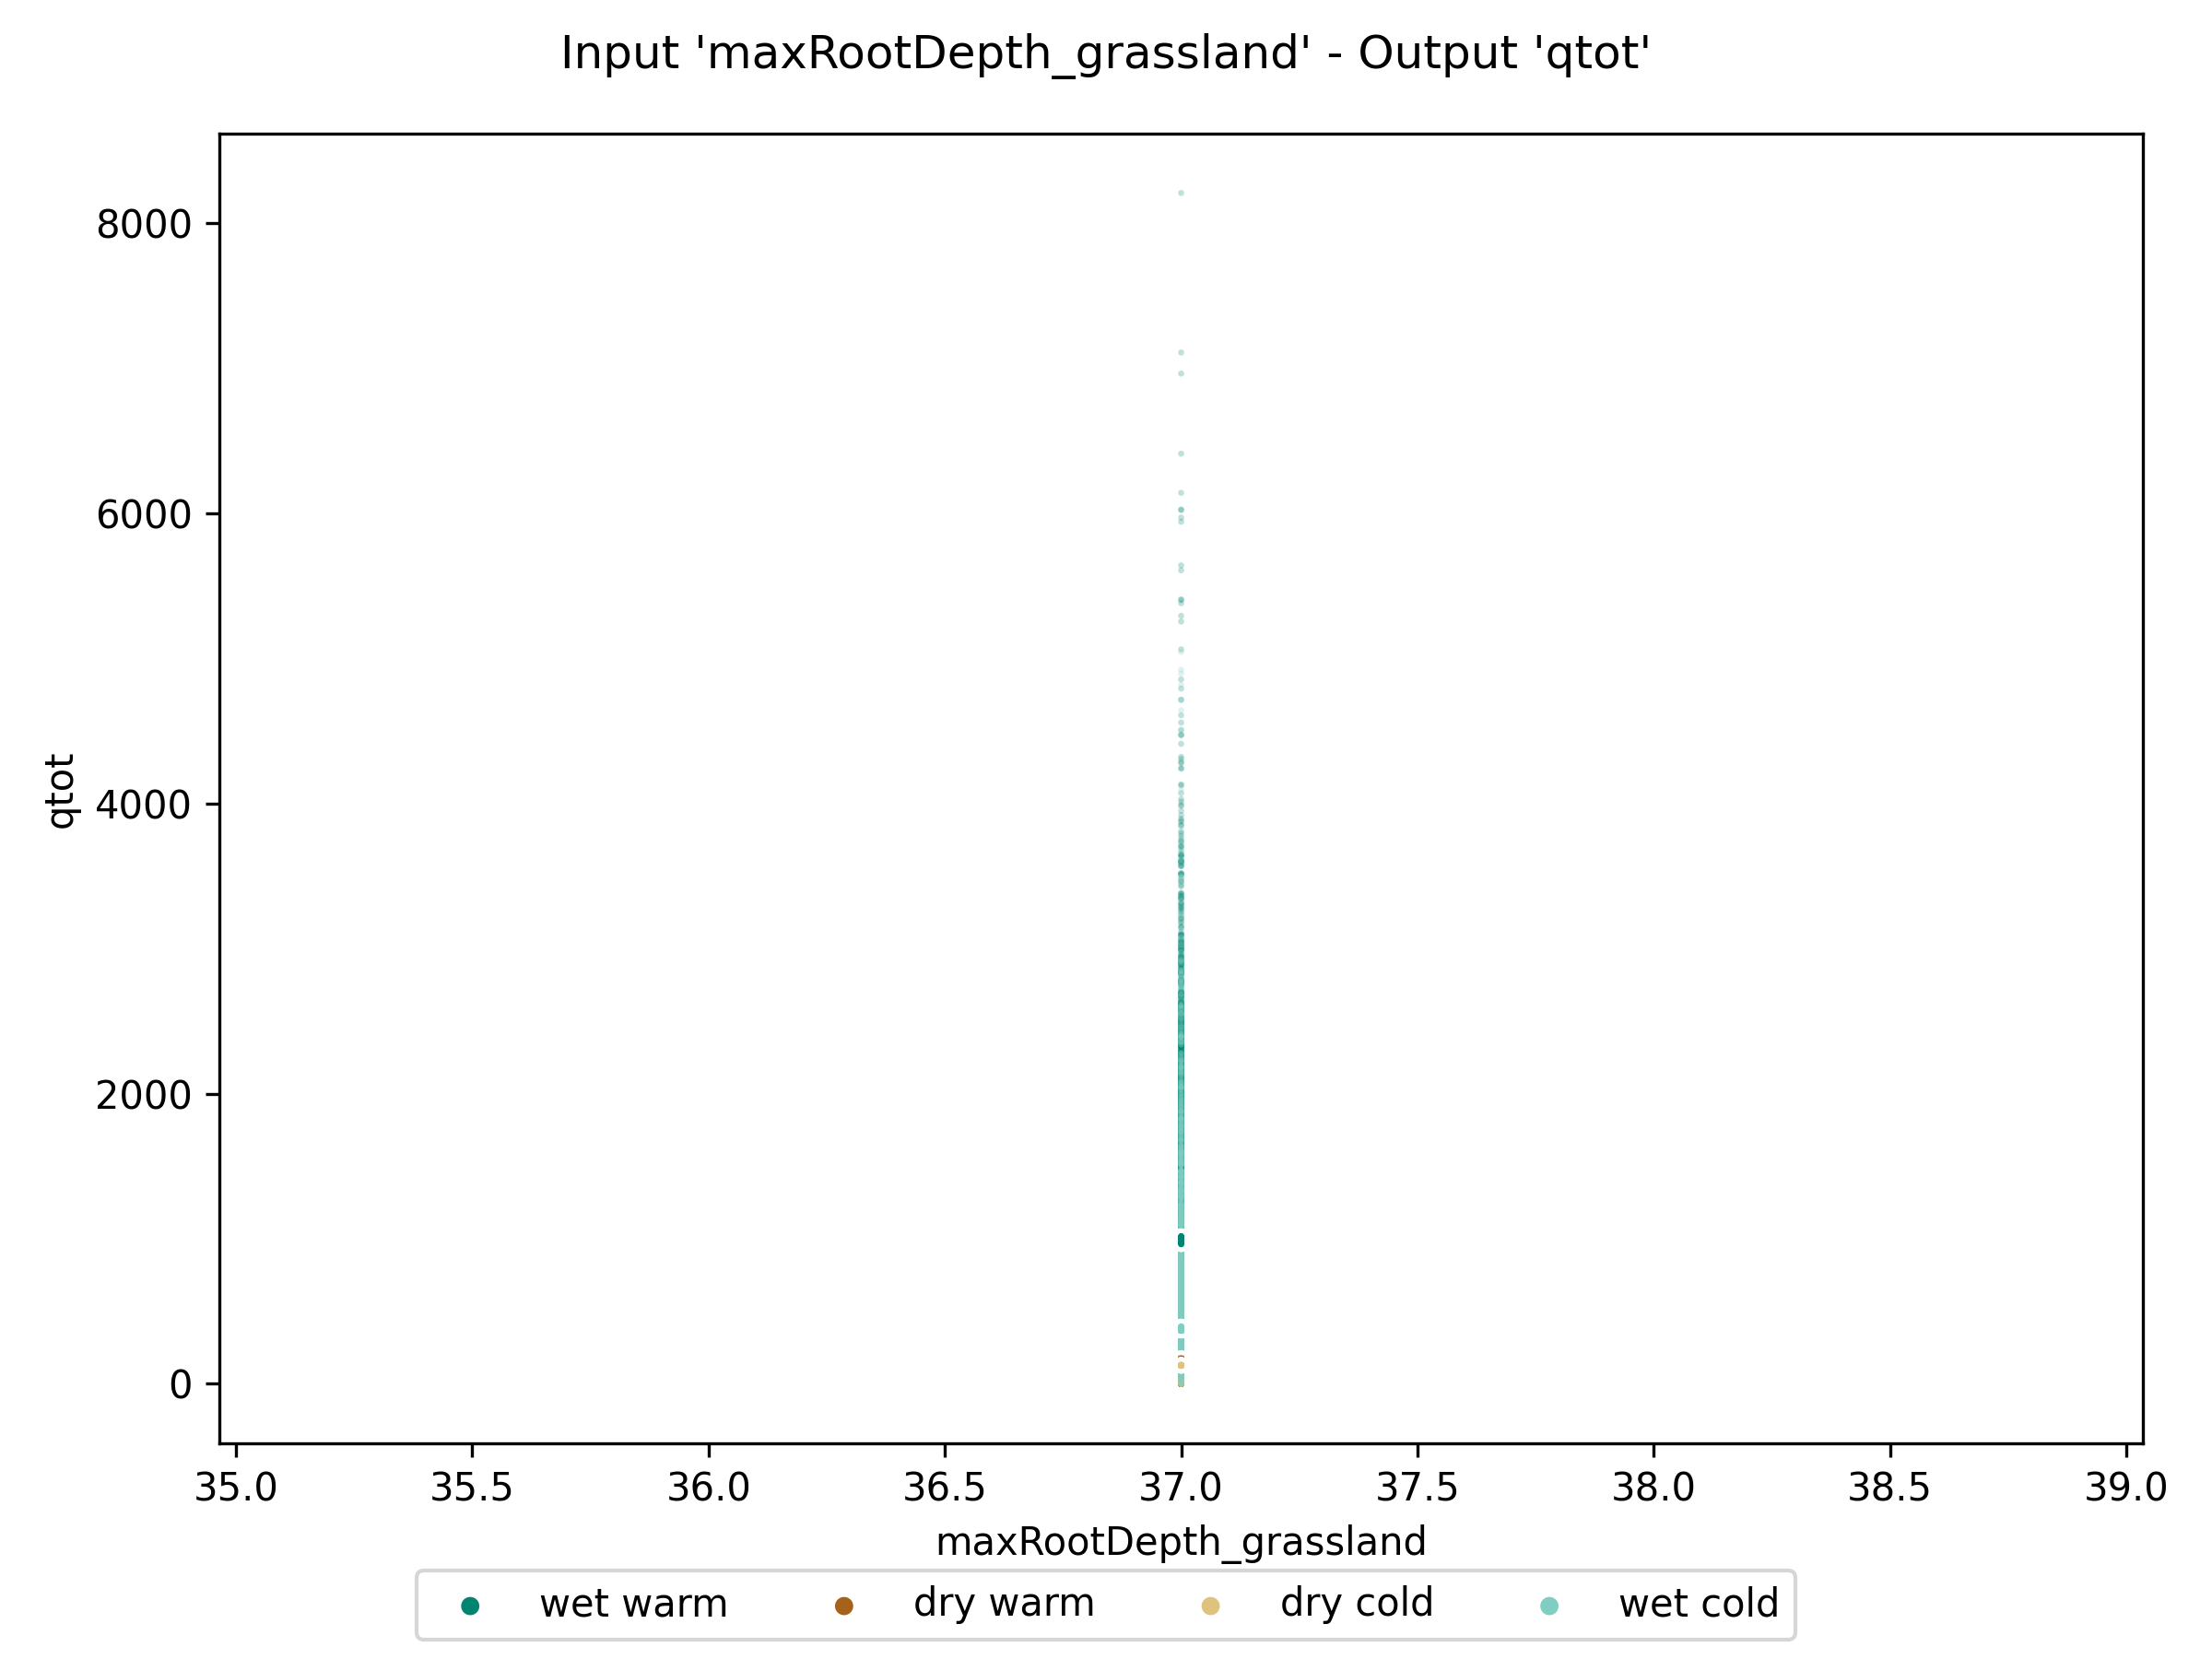 Input 'maxRootDepth_grassland' - Output 'qtot'
8000
6000
4000
2000
0
qtot
35.0 35.5 36.0 36.5 37.0 37.5 38.0 38.5 39.0
maxRootDepth_grassland
wet warm dry warm dry cold wet cold